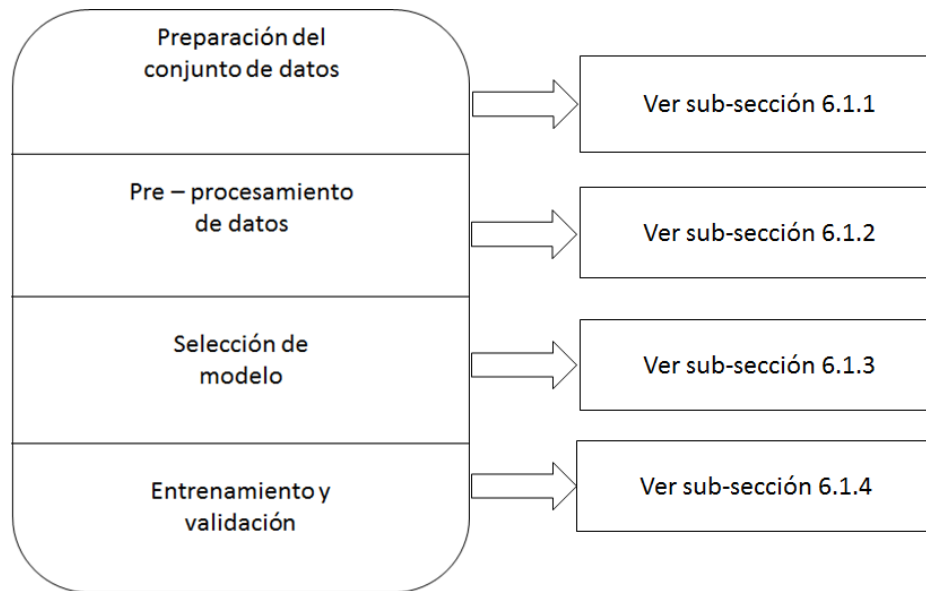 Preparación del
conjunto de datos
Ver sub-sección 6.1.1
Pre – procesamiento
de datos
Ver sub-sección 6.1.2
Selección de
modelo
Ver sub-sección 6.1.3
Entrenamiento y
validación
Ver sub-sección 6.1.4